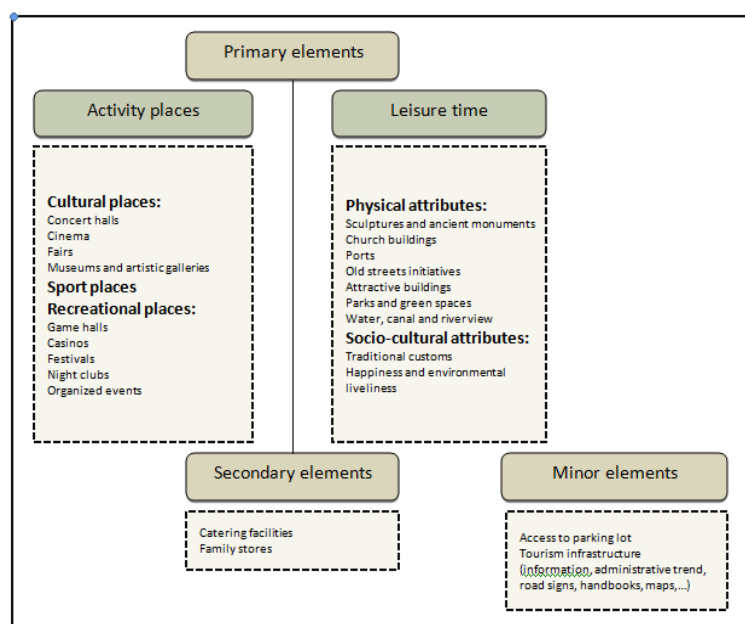 Primary elements
Activity places
Cultural places:
Concert halls
Cinema
Fairs
Museums and artistic galleries
Sport places
Recreational places:
Game halls
Casinos
Festivals
Night clubs
Organized events
Leisure time
Physical attributes:
Sculptures and ancient monuments
Church buildings
Ports
Old streets initiatives
Attractive buildings
Parks and green spaces
Water, canal and river view
Socio-cultural attributes:
Traditional customs
Happiness and environmental
liveliness
Secondary elements
Catering facilities
Family stores
Minor elements
Access to parking lot
Tourism infrastructure
(information, administrative trend,
road signs, handbooks, maps,...)